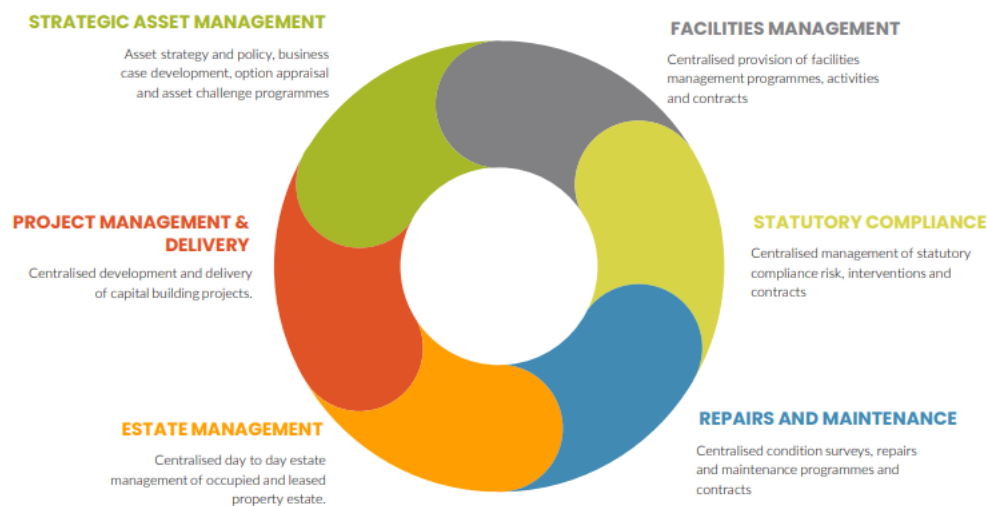 STRATEGIC ASSET MANAGEMENT
Asset strategy and policy, business
case development, option appraisal
and asset challenge programmes
FACILITIES MANAGEMENT
Centralised provision of facilities
management programmes, activities
and contracts
PROJECT MANAGEMENT &
DELIVERY
Centralised development and delivery
of capital building projects.
STATUTORY COMPLIANCE
Centralised management of statutory
compliance risk, interventions and
contracts
ESTATE MANAGEMENT
Centralised day to day estate
management of occupied and leased
property estate.
REPAIRS AND MAINTENANCE
Centralised condition surveys, repairs
and maintenance programmes and
contracts